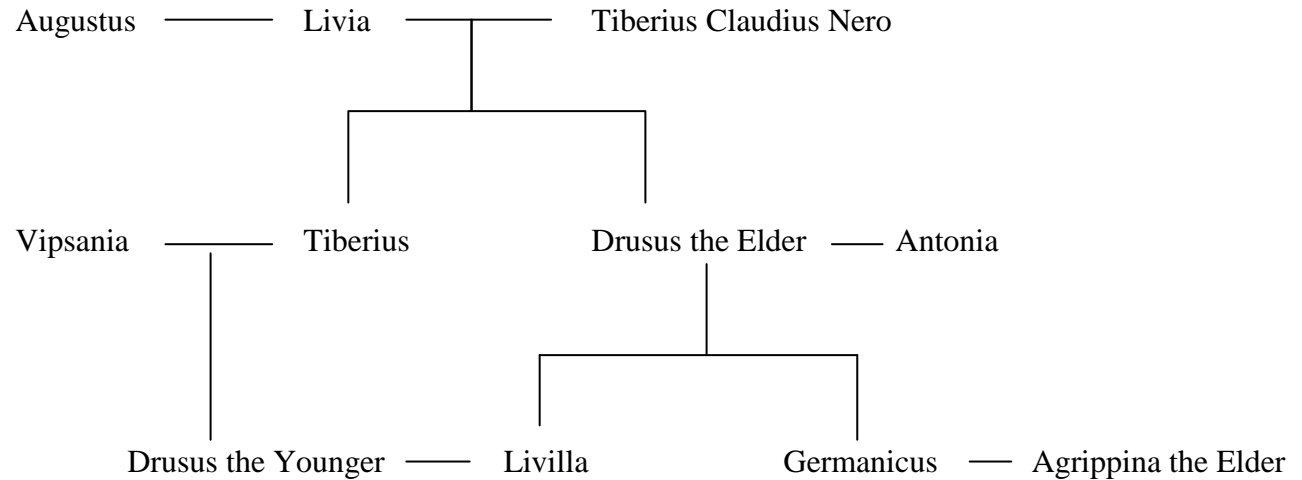 Augustus Livia Tiberius Claudius Nero
Vipsania Tiberius Drusus the Elder Antonia
Drusus the Younger Livilla Germanicus Agrippina the Elder